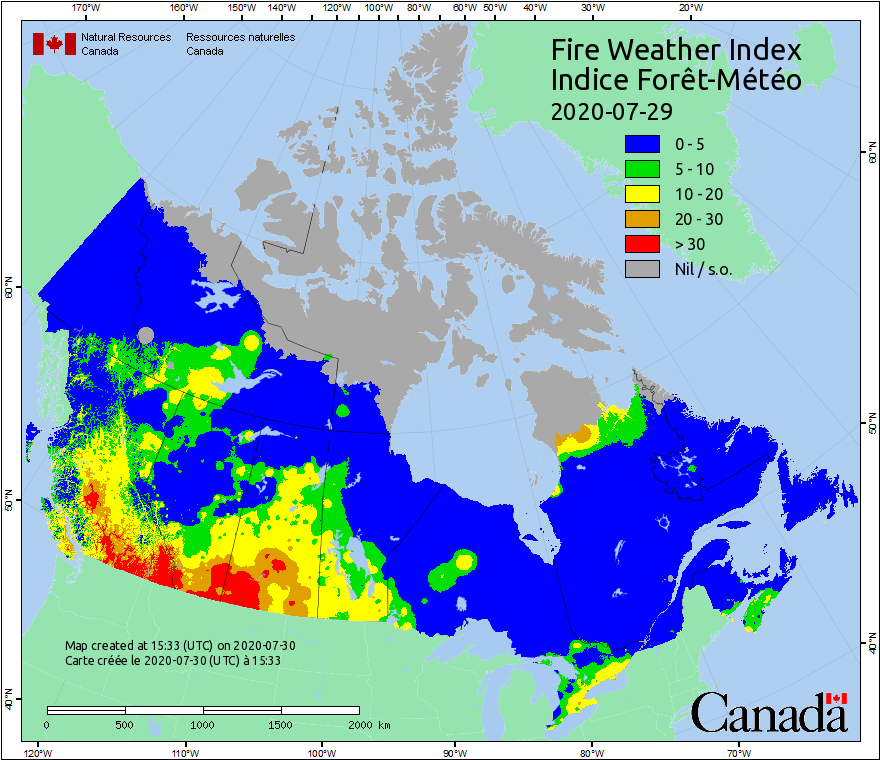 170°W 160°W 150°W 140°W 130°W 120°W 110°W 100°W 90°W 80°W 70°W 60°W 50°W 40°W 30°W 20°W
Natural Resources Ressources naturelles
Canada Canada
Fire Weather Index
Indice Forêt-Météo
2020-07-29
0 - 5
5 - 10
10 - 20
20 - 30
> 30
Nil / s.o.
60°N
60°N
50°N
50°N
40°N
40°N
Map created at 15:33 (UTC) on 2020-07-30
Carte créée le 2020-07-30 (UTC) à 15:33
0 500 1000 1500 2000 km
Canada
120°W 110°W 100°W 90°W 80°W 70°W